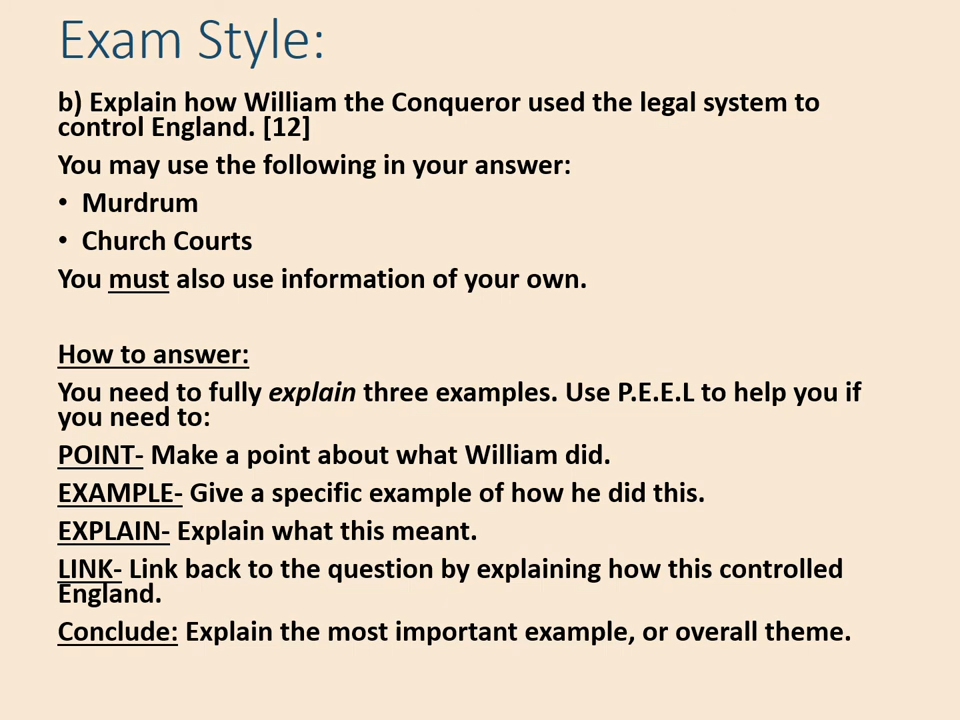 Exam Style:
b) Explain how William the Conqueror used the legal system to
control England. [12]
You may use the following in your answer:
• Murdrum
• Church Courts
You must also use information of your own.
How to answer:
You need to fully explain three examples. Use P.E.E.L to help you if
you need to:
POINT- Make a point about what William did.
EXAMPLE- Give a specific example of how he did this.
EXPLAIN- Explain what this meant.
LINK- Link back to the question by explaining how this controlled
England.
Conclude: Explain the most important example, or overall theme.